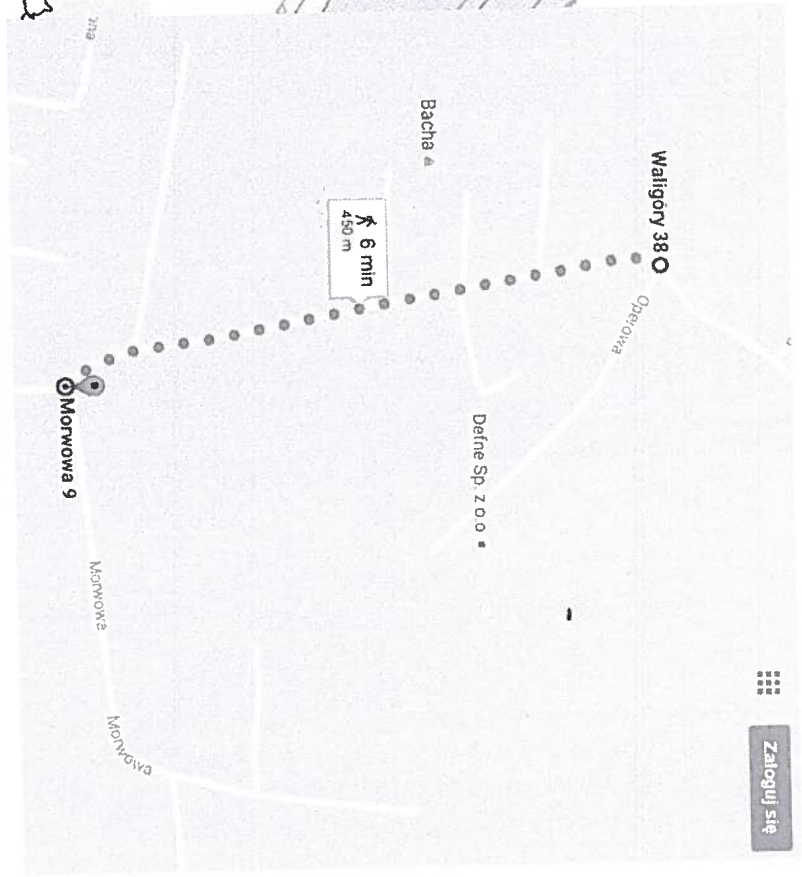 Zaloguj się
Waligóry 38
Operowa
Bacha
Defne Sp. z o.o
6 min
450 m
Morwowa 9
Morwowa
Morwowa